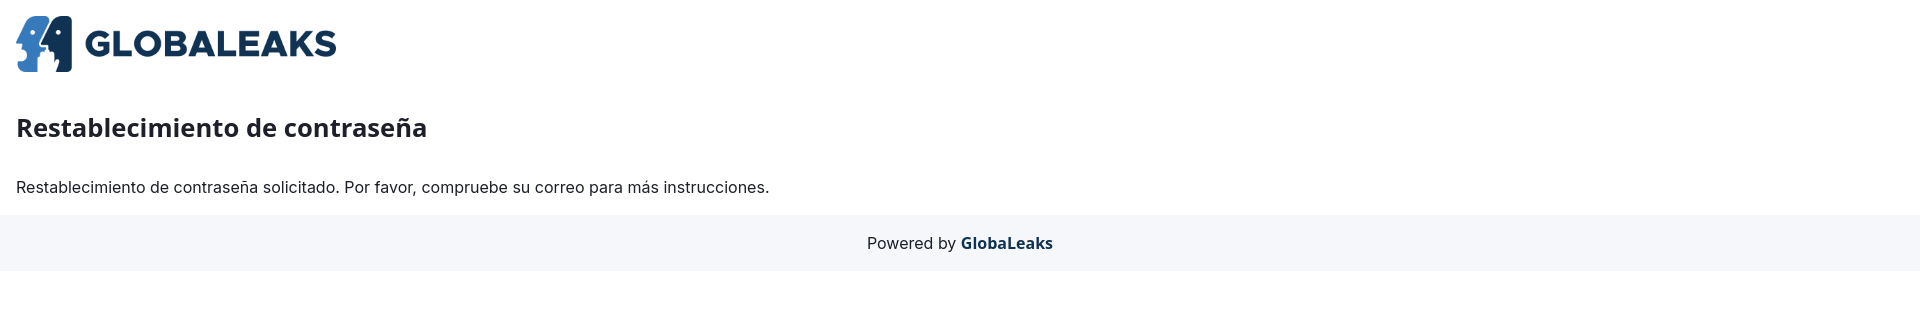 GLOBALEAKS
Restablecimiento de contraseña
Restablecimiento de contraseña solicitado. Por favor, compruebe su correo para más instrucciones.
Powered by GlobaLeaks